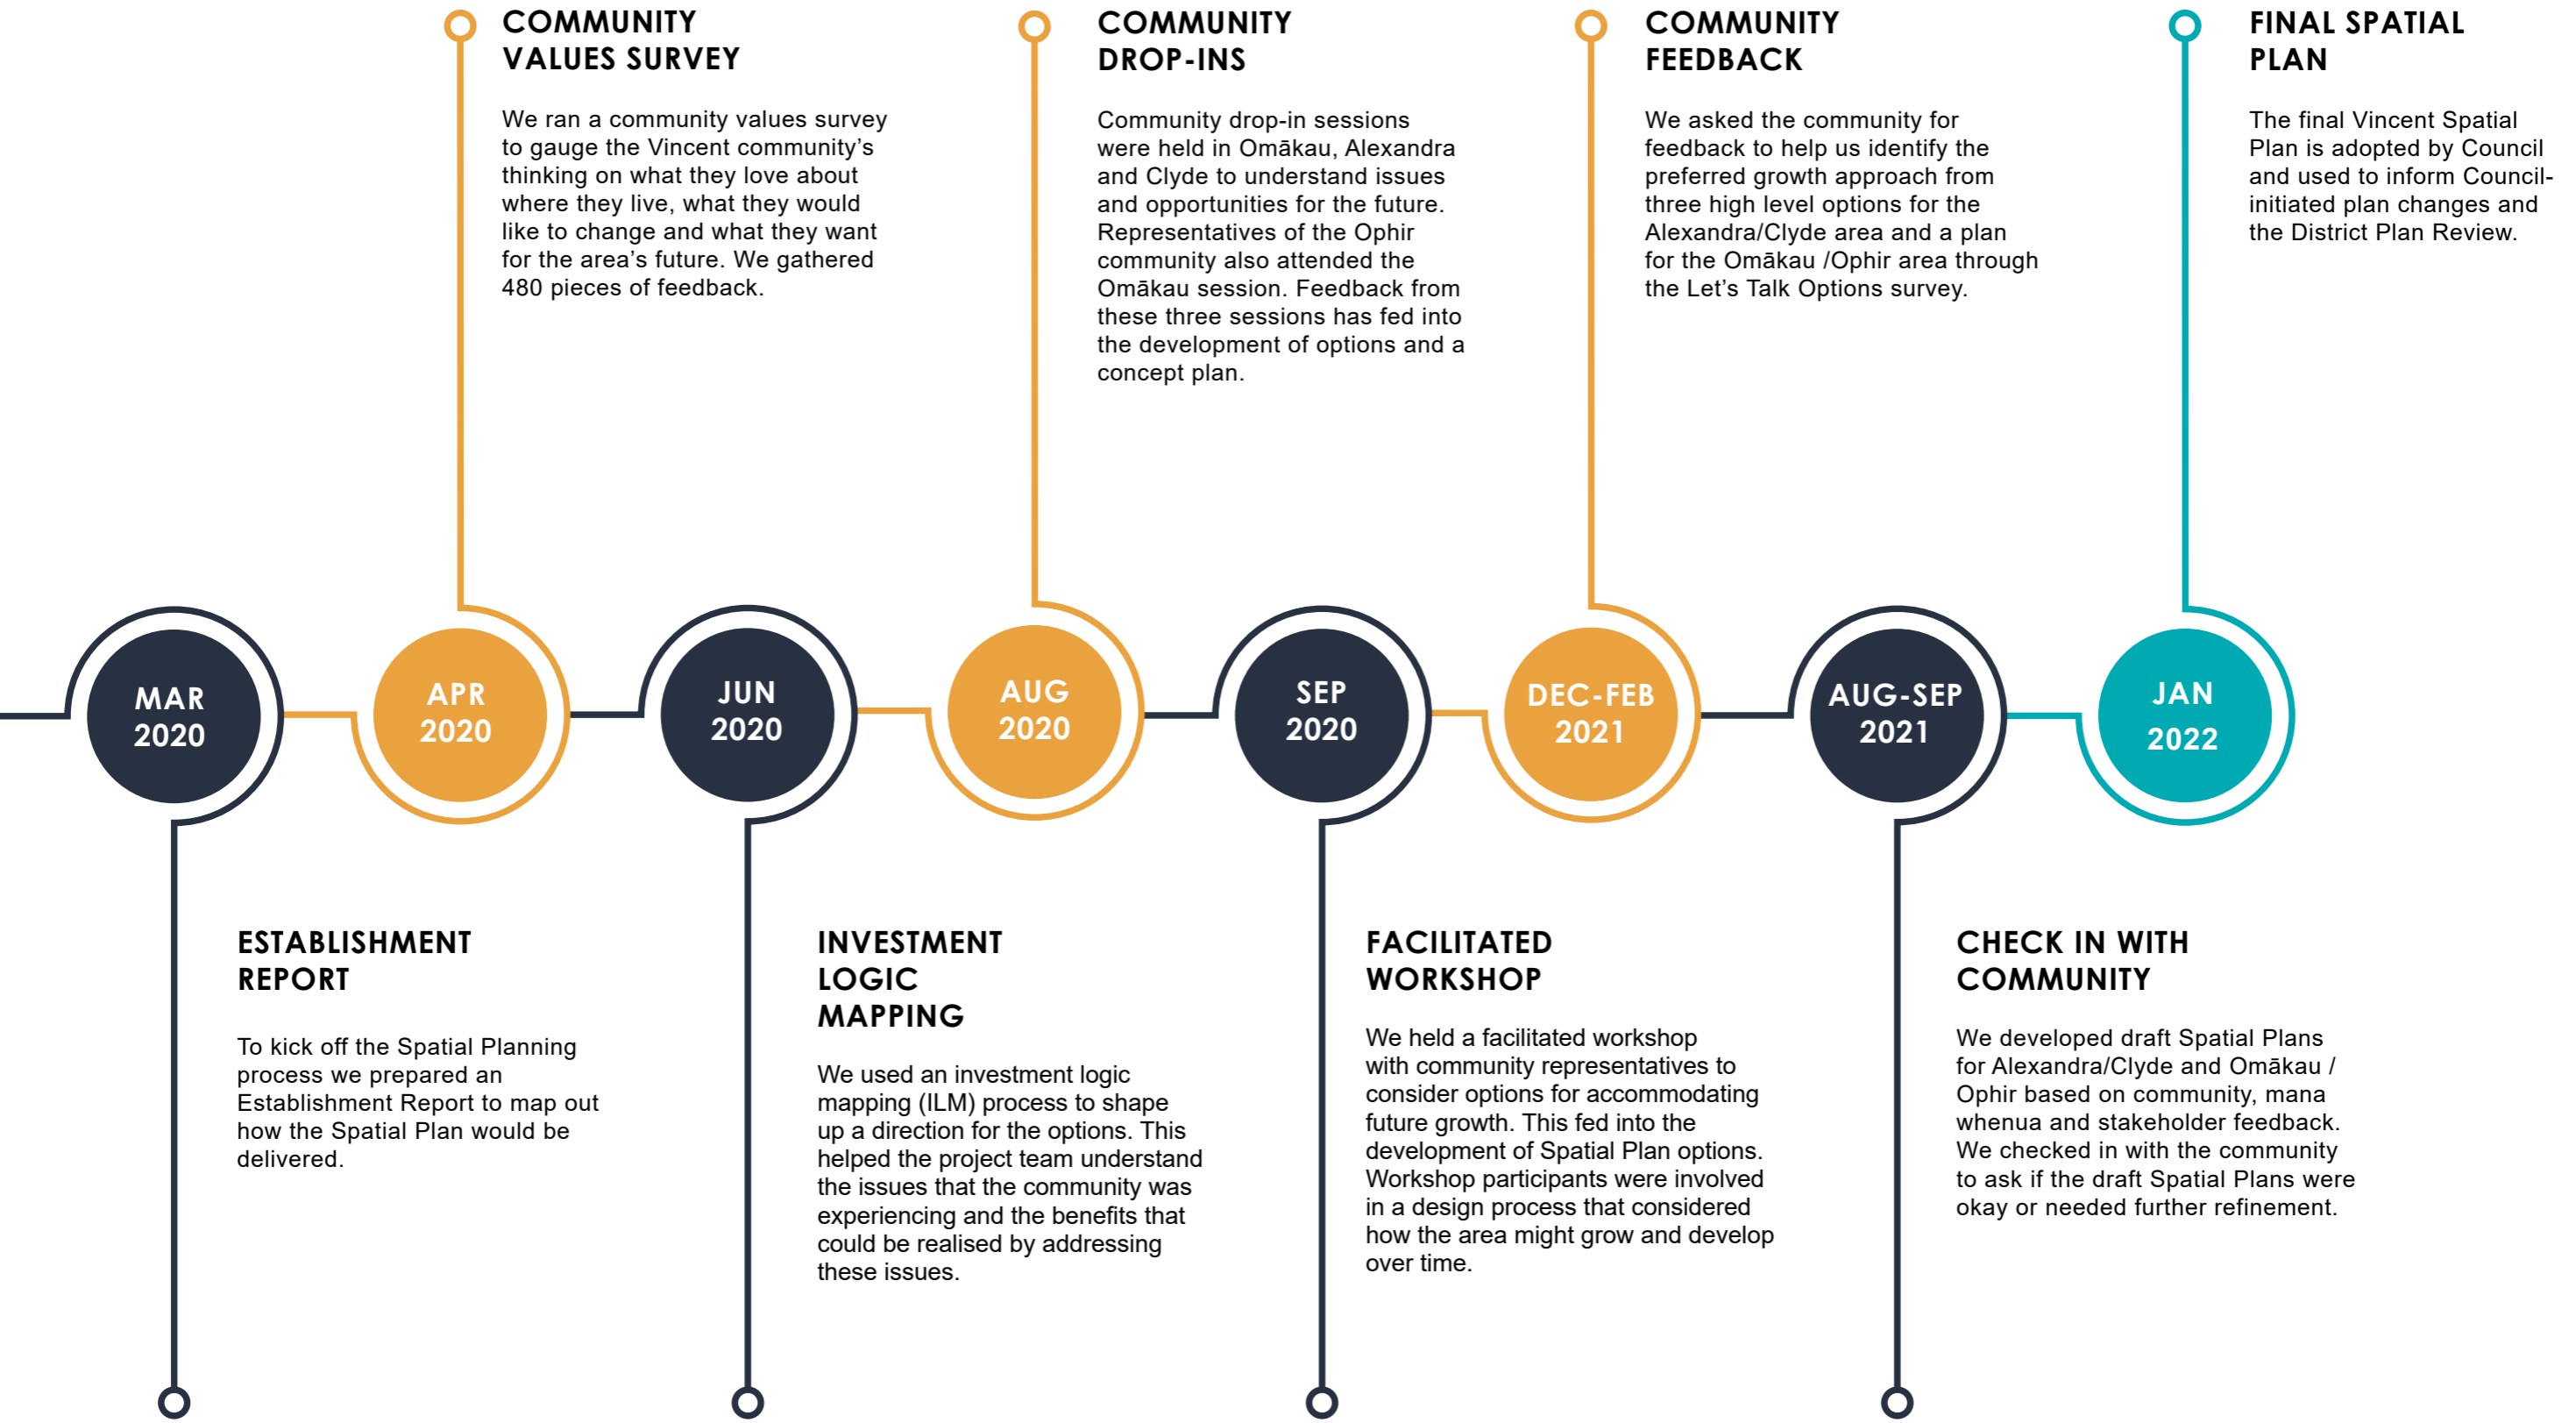 COMMUNITY
VALUES SURVEY
We ran a community values survey
to gauge the Vincent community’s
thinking on what they love about
where they live, what they would
like to change and what they want
for the area’s future. We gathered
480 pieces of feedback.
COMMUNITY
DROP-INS
Community drop-in sessions
were held in Omākau, Alexandra
and Clyde to understand issues
and opportunities for the future.
Representatives of the Ophir
community also attended the
Omākau session. Feedback from
these three sessions has fed into
the development of options and a
concept plan.
COMMUNITY
FEEDBACK
We asked the community for
feedback to help us identify the
preferred growth approach from
three high level options for the
Alexandra/Clyde area and a plan
for the Omākau /Ophir area through
the Let’s Talk Options survey.
FINAL SPATIAL
PLAN
The final Vincent Spatial
Plan is adopted by Council
and used to inform Council-
initiated plan changes and
the District Plan Review.
MAR
2020
APR
2020
JUN
2020
AUG
2020
SEP
2020
DEC-FEB
2021
AUG-SEP
2021
JAN
2022
ESTABLISHMENT
REPORT
To kick off the Spatial Planning
process we prepared an
Establishment Report to map out
how the Spatial Plan would be
delivered.
INVESTMENT
LOGIC
MAPPING
We used an investment logic
mapping (ILM) process to shape
up a direction for the options. This
helped the project team understand
the issues that the community was
experiencing and the benefits that
could be realised by addressing
these issues.
FACILITATED
WORKSHOP
We held a facilitated workshop
with community representatives to
consider options for accommodating
future growth. This fed into the
development of Spatial Plan options.
Workshop participants were involved
in a design process that considered
how the area might grow and develop
over time.
CHECK IN WITH
COMMUNITY
We developed draft Spatial Plans
for Alexandra/Clyde and Omākau /
Ophir based on community, mana
whenua and stakeholder feedback.
We checked in with the community
to ask if the draft Spatial Plans were
okay or needed further refinement.